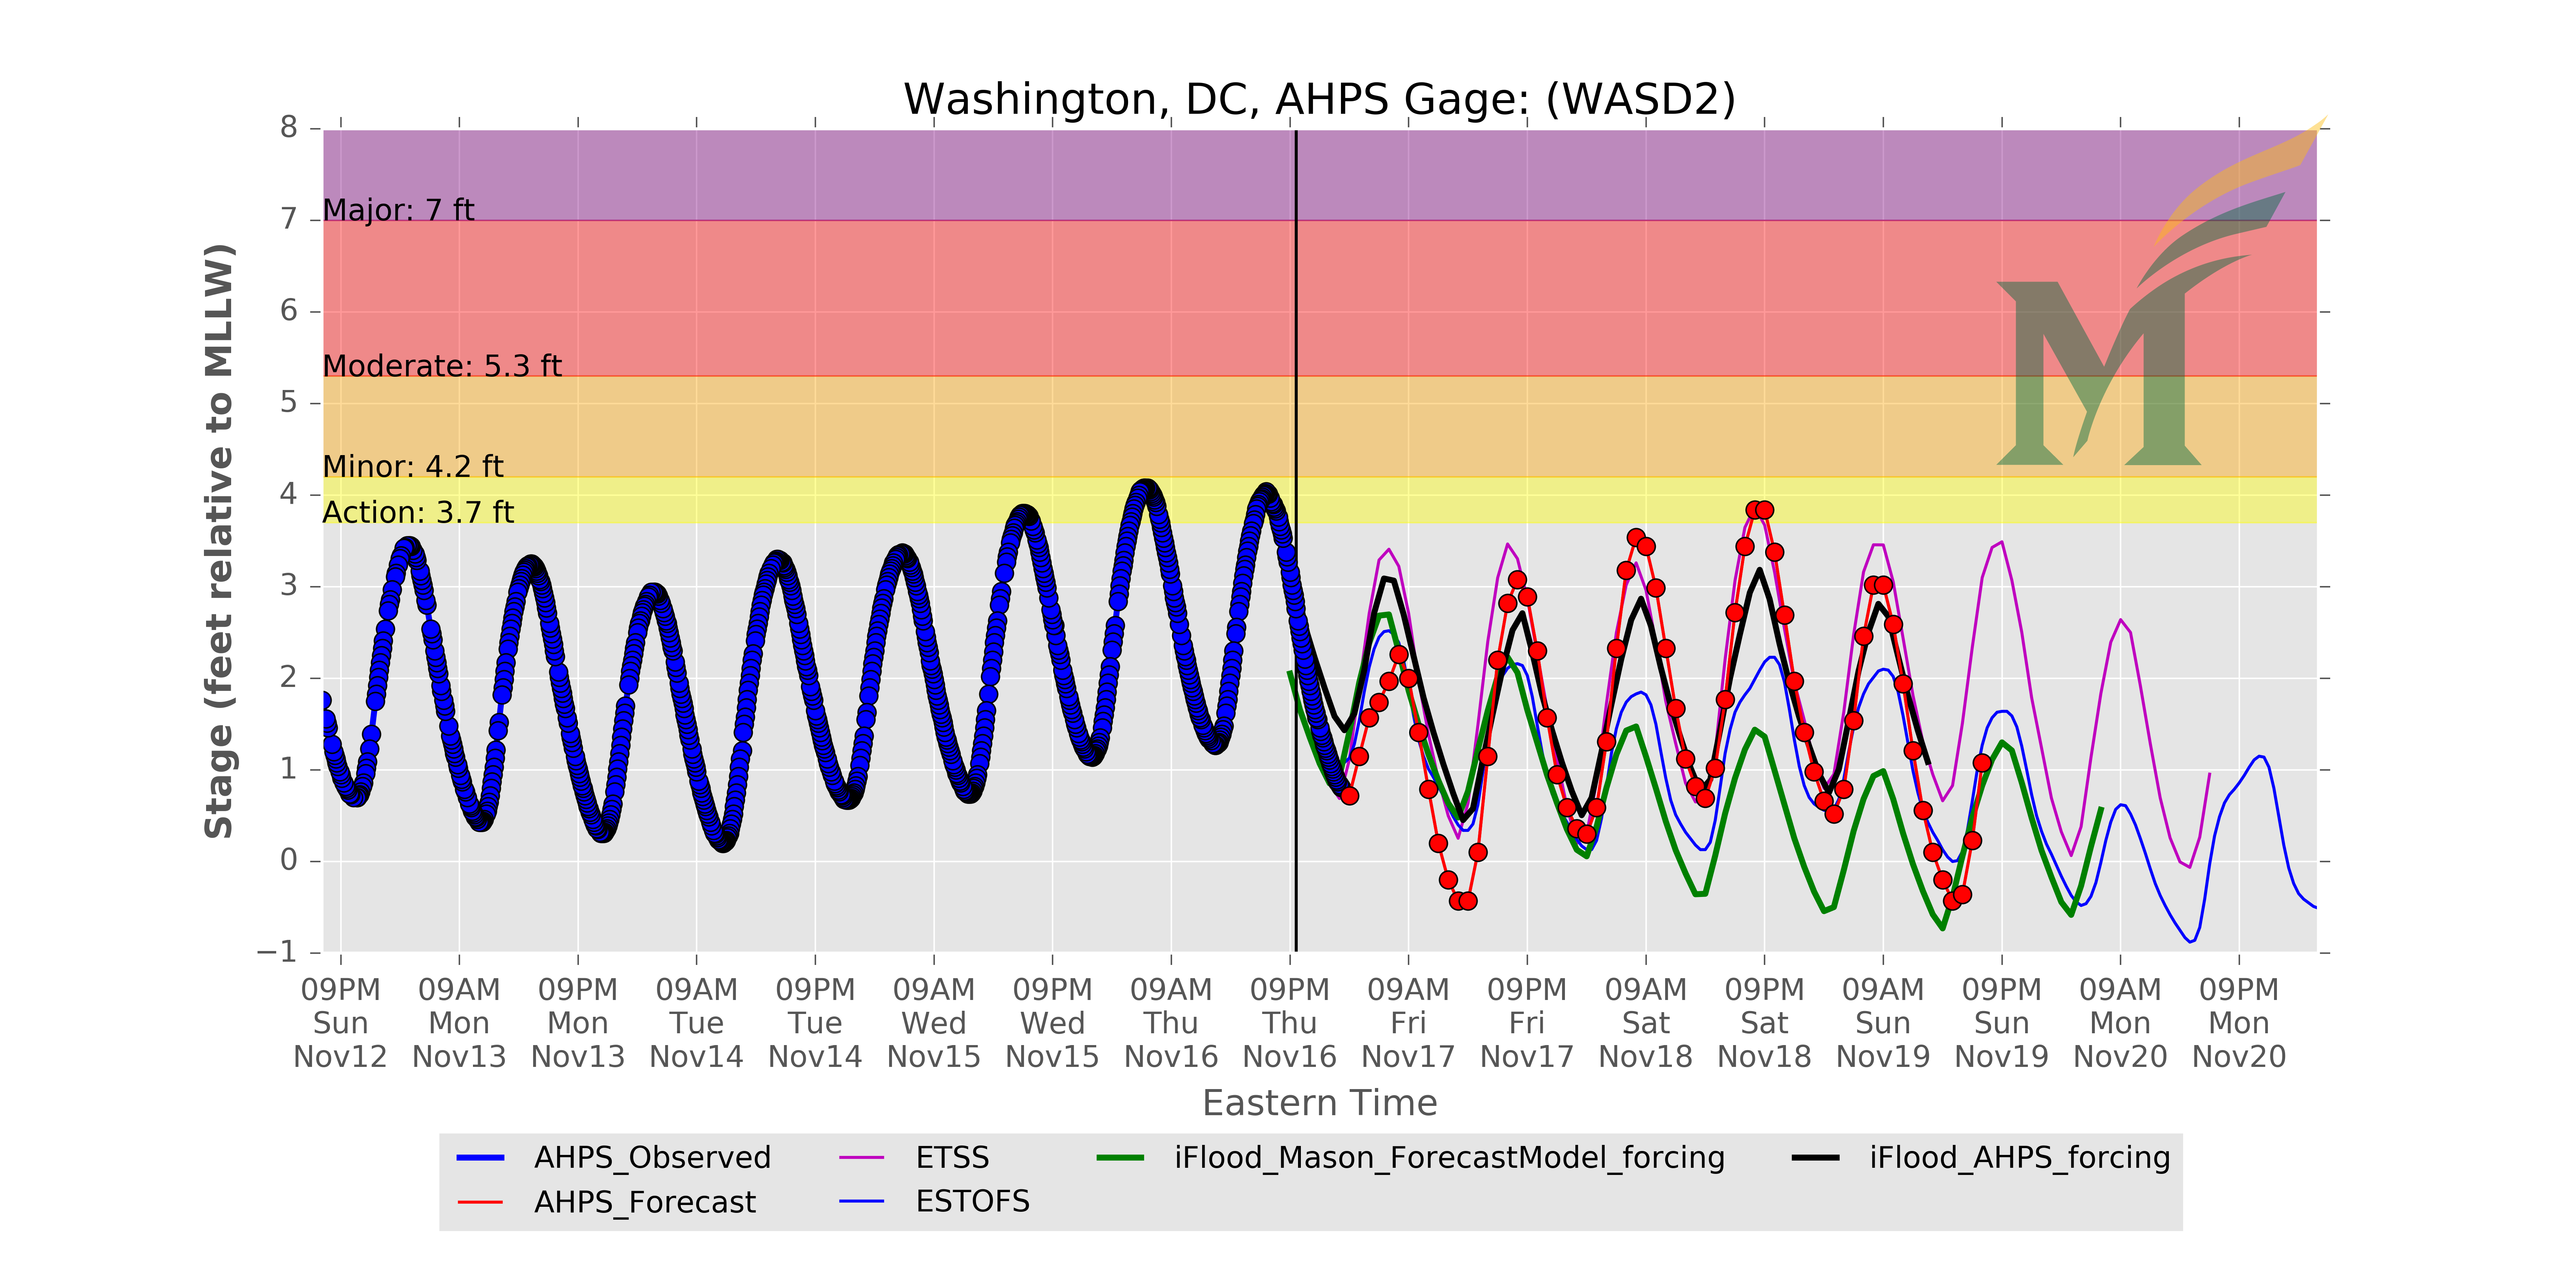 Washington, DC, AHPS Gage: (WASD2)
8
7
6
5
4
3
2
1
0
−1
Stage (feet relative to MLLW)
Major: 7 ft
Moderate: 5.3 ft
Minor: 4.2 ft
Action: 3.7 ft
M
09PM 09AM 09PM 09AM 09PM 09AM 09PM 09AM 09PM 09AM 09PM 09AM 09PM 09AM 09PM 09AM 09PM
Sun Mon Mon Tue Tue Wed Wed Thu Thu Fri Fri Sat Sat Sun Sun Mon Mon
Nov12 Nov13 Nov13 Nov14 Nov14 Nov15 Nov15 Nov16 Nov16 Nov17 Nov17 Nov18 Nov18 Nov19 Nov19 Nov20 Nov20
Eastern Time
AHPS_Observed ETSS iFlood_Mason_ForecastModel_forcing iFlood_AHPS_forcing
AHPS_Forecast ESTOFS